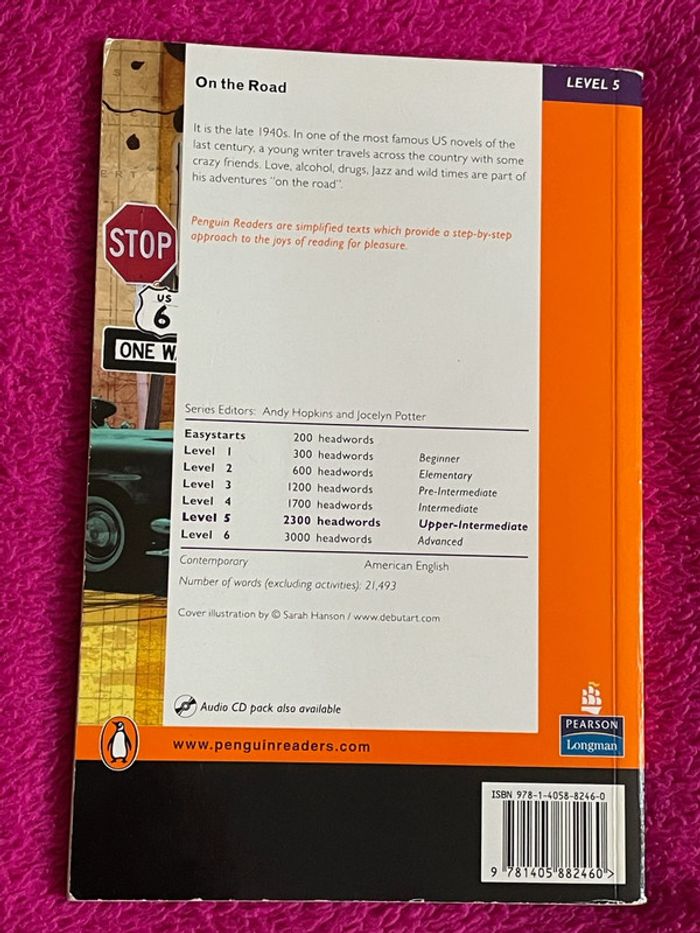 On the Road
LEVEL 5
It is the late 1940s. In one of the most famous US novels of the
last century, a young writer travels across the country with some
crazy friends. Love, alcohol, drugs, Jazz and wild times are part of
his adventures “on the road”.
Penguin Readers are simplified texts which provide a step-by-step
approach to the joys of reading for pleasure.
STOP
US
6
ONE W
Series Editors: Andy Hopkins and Jocelyn Potter
Easystarts 200 headwords
Level 1 300 headwords Beginner
Level 2 600 headwords Elementary
Level 3 1200 headwords Pre-Intermediate
Level 4 1700 headwords Intermediate
Level 5 2300 headwords Upper-Intermediate
Level 6 3000 headwords Advanced
Contemporary American English
Number of words (excluding activities): 21,493
Cover illustration by © Sarah Hanson / www.debutart.com
Audio CD pack also available
www.penguinreaders.com
PEARSON
Longman
ISBN 978-1-4058-8246-0
9 781405 882460 >